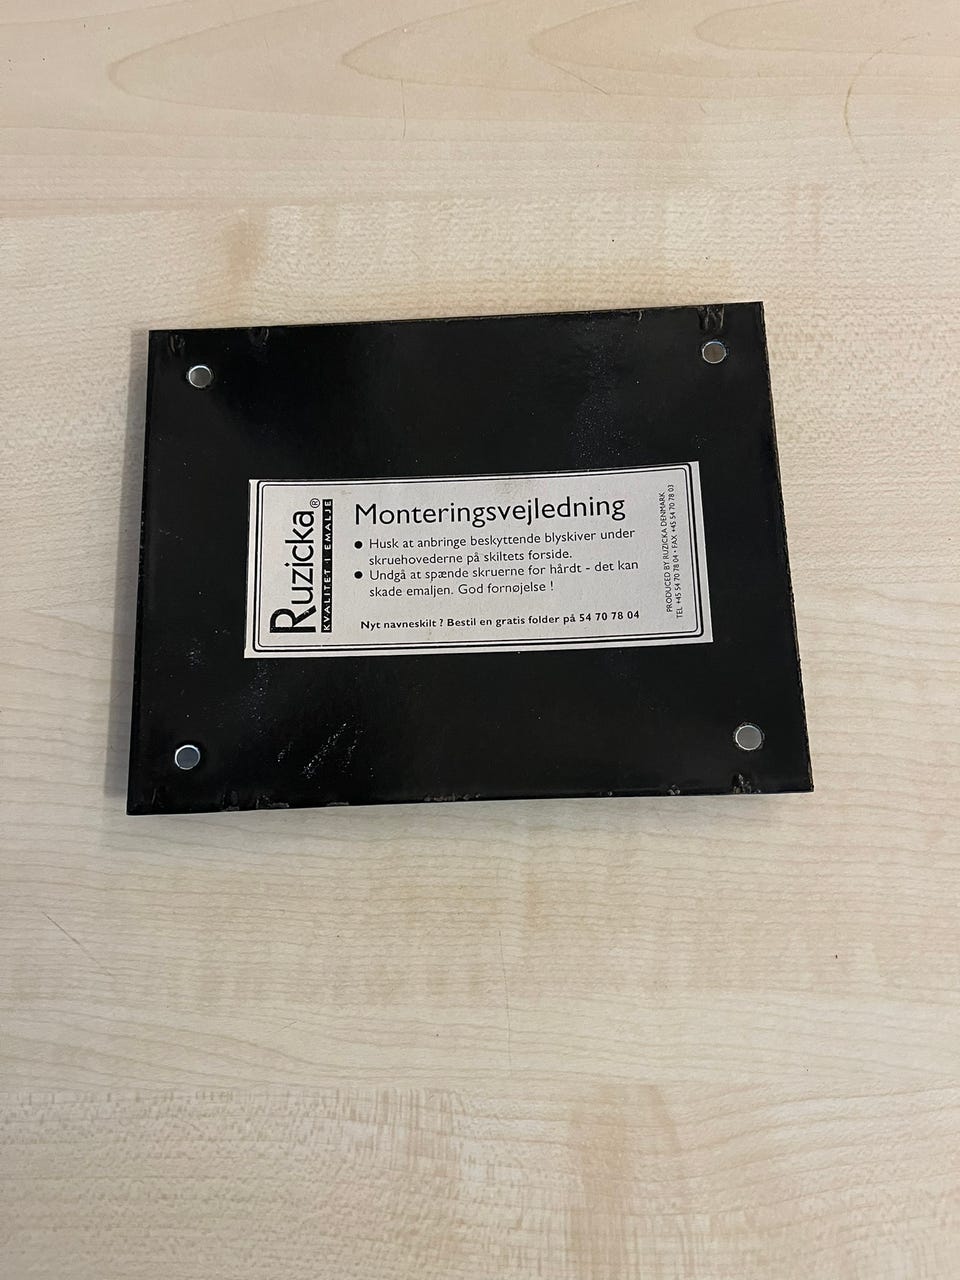 Ruzicka®
KVALITET I EMALJE
Monteringsvejledning
● Husk at anbringe beskyttende blyskiver under
skruehovederne på skiltets forside.
● Undgå at spænde skruerne for hårdt - det kan
skade emaljen. God fornøjelse !
Nyt navneskilt ? Bestil en gratis folder på 54 70 78 04
PRODUCED BY RUZICKA DENMARK
TEL +45 54 70 78 04 • FAX +45 54 70 78 03